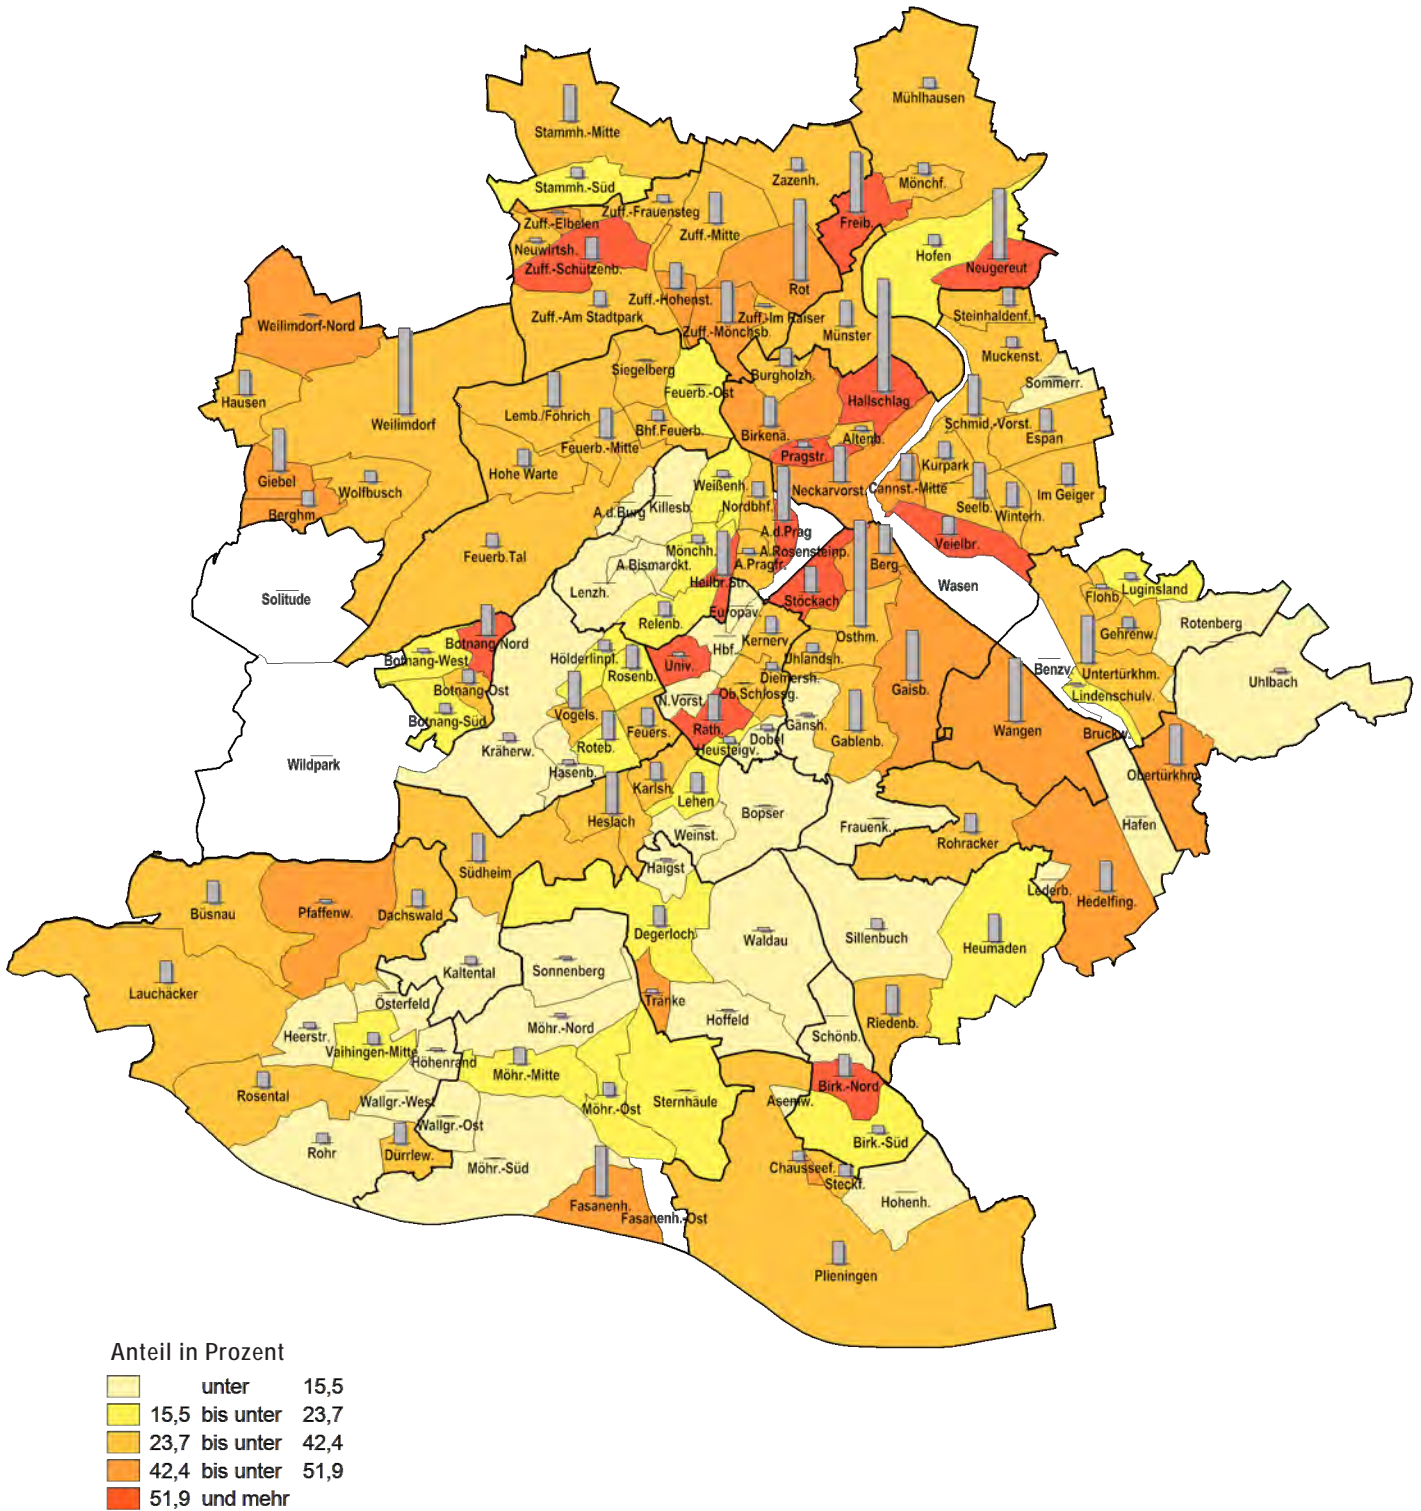 Mühlhausen
Stammh.-Mitte
Zazenh.
Mönchf.
Stammh.-Süd
Zuff.-Frauensteg
Zuff.-Elbelen
Freib.
Zuff.-Mitte
Neuwirtsh.
Hofen
Zuff.-Schützenb.
Neugereut
Rot
Zuff.-Hohenst.
Zuff.-Am Stadtpark
Zuff.-Im Raiser
Steinhaldenf.
Weilimdorf-Nord
Zuff.-Mönchsb.
Münster
Muckenst.
Siegelberg
Burgholzh.
Sommerr.
Feuerb.-Ost
Hausen
Hallschlag
Lemb./Föhrich
Weilimdorf
Schmid.-Vorst.
Bhf.Feuerb.
Birkenä.
Altenb.
Espan
Feuerb.-Mitte
Pragstr.
Kurpark
Hohe Warte
Giebel
Wolfbusch
Weißenh.
Neckarvorst.
Cannst.-Mitte
Im Geiger
Berghm.
Killesb.
Nordbhf.
Seelb.
Winterh.
A.d.Burg
A.d.Prag
Feuerb.Tal
Mönchh.
A.Rosensteinp.
Veielbr.
A.Bismarckt.
A.Pragfr.
Berg
Heilbr.Str.
Wasen
Lenzh.
Solitude
Stöckach
Flohb.
Luginsland
Europav.
Relenb.
Rotenberg
Osthm.
Gehrenw.
Botnang-Nord
Kernerv.
Hbf.
Botnang-West
Hölderlinpl.
Univ.
Uhlandsh.
Rosenb.
Benzv.
Untertürkhm.
Diemersh.
Uhlbach
Botnang-Ost
Ob.Schlossg.
Gaisb.
Lindenschulv.
N.Vorst.
Vogels.
Botnang-Süd
Gänsh.
Feuers.
Rath.
Wangen
Bruckw.
Dobel
Gablenb.
Roteb.
Heusteigv.
Kräherw.
Wildpark
Hasenb.
Obertürkhm.
Karlsh.
Lehen
Bopser
Heslach
Hafen
Frauenk.
Weinst.
Rohracker
Haigst
Südheim
Lederb.
Hedelfing.
Büsnau
Pfaffenw.
Dachswald
Degerloch
Waldau
Sillenbuch
Heumaden
Kaltental
Sonnenberg
Lauchäcker
Österfeld
Tränke
Hoffeld
Riedenb.
Möhr.-Nord
Heerstr.
Schönb.
Vaihingen-Mitte
Höhenrand
Möhr.-Mitte
Birk.-Nord
Rosental
Wallgr.-West
Sternhäule
Asemw.
Möhr.-Ost
Wallgr.-Ost
Birk.-Süd
Rohr
Dürrlew.
Möhr.-Süd
Chausseef.
Steckf.
Hohenh.
Fasanenh.
Fasanenh.-Ost
Plieningen
Anteil in Prozent
unter 15,5
15,5 bis unter 23,7
23,7 bis unter 42,4
42,4 bis unter 51,9
51,9 und mehr